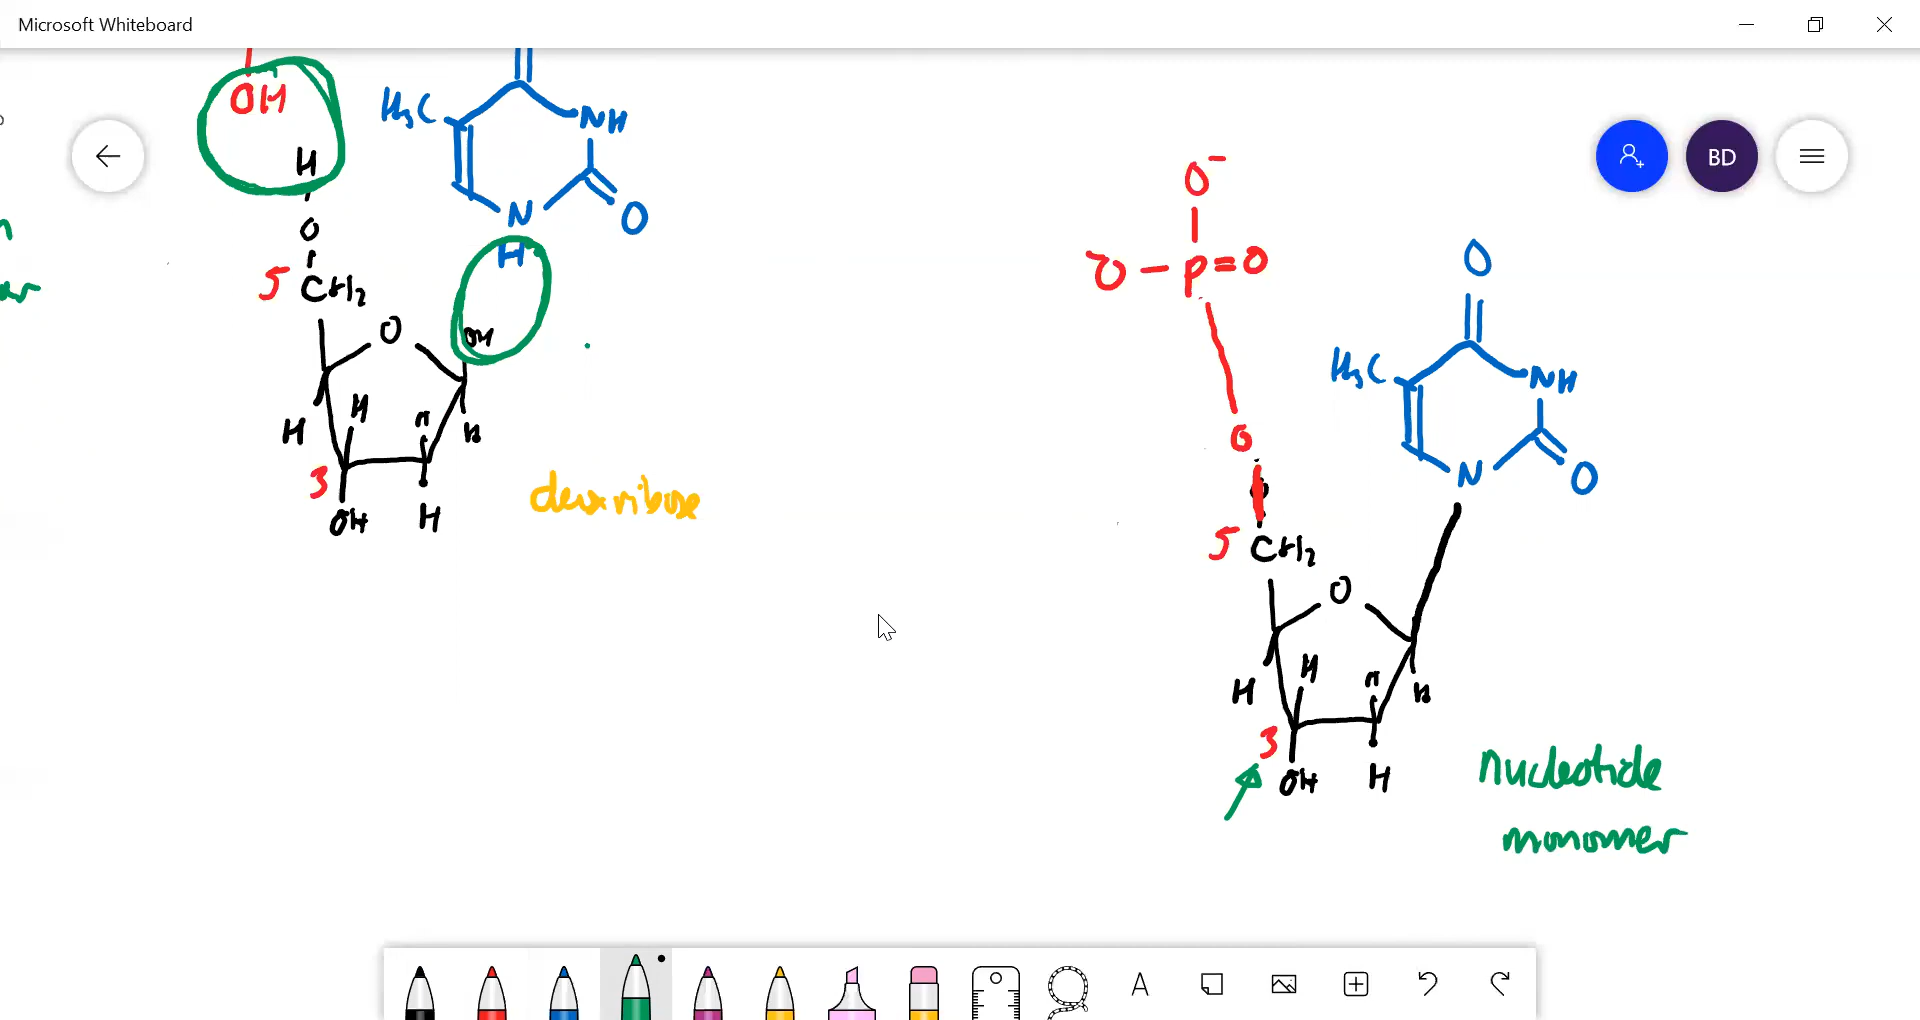 Microsoft Whiteboard
OH
H
O
5 CH2
O
OH
H
H
H
H
3
OH
H
H3C
NH
N
O
H
deoxribose
BD
O-
-O - P = O
O
5 CH2
O
H
H
H
H
3
OH
H
O
H3C
NH
N
O
nucleotide
monomer
A